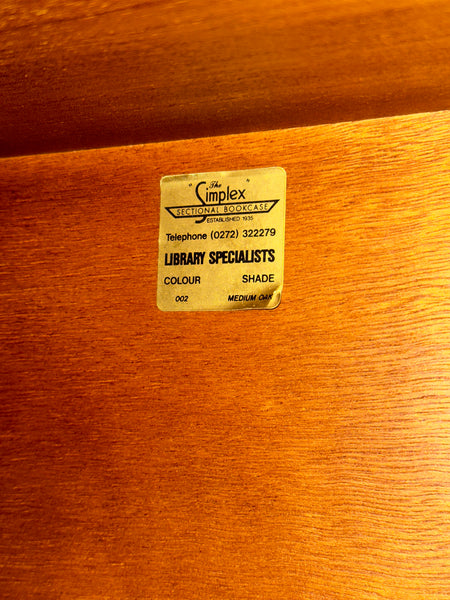 The
"Simplex"
SECTIONAL BOOKCASE
ESTABLISHED 1935
Telephone (0272) 322279
LIBRARY SPECIALISTS
COLOUR SHADE
002 MEDIUM OAK